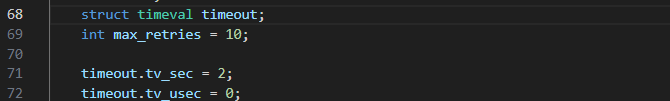 68 struct timeval timeout;
69 int max_retries = 10;
70
71 timeout.tv_sec = 2;
72 timeout.tv_usec = 0;